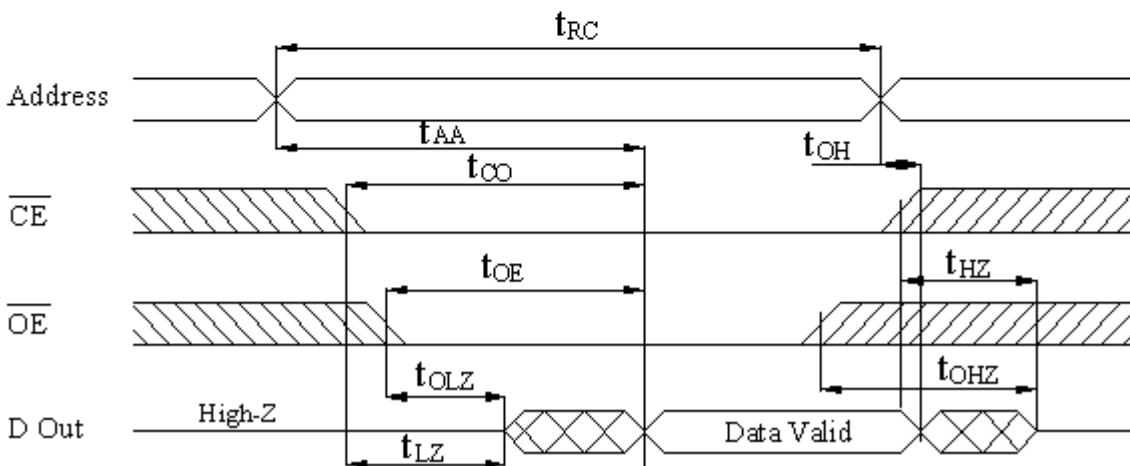 tRC
Address
tAA
tOH
tCO
CE
tHZ
tOE
OE
tOHZ
tOLZ
High-Z
D Out
Data Valid
tLZ